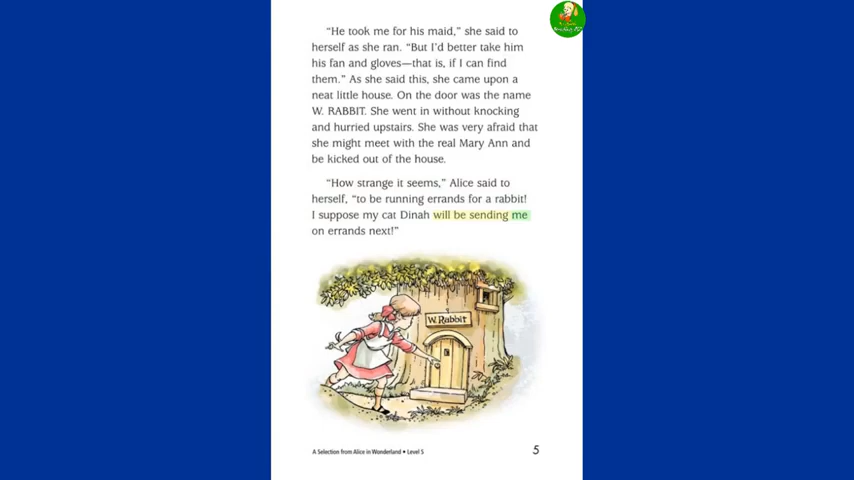 "He took me for his maid," she said to
herself as she ran. "But I'd better take him
his fan and gloves—that is, if I can find
them." As she said this, she came upon a
neat little house. On the door was the name
W. RABBIT. She went in without knocking
and hurried upstairs. She was very afraid that
she might meet with the real Mary Ann and
be kicked out of the house.
"How strange it seems," Alice said to
herself, "to be running errands for a rabbit!
I suppose my cat Dinah will be sending me
on errands next!"
W. Rabbit
A Selection from Alice in Wonderland • Level S
5